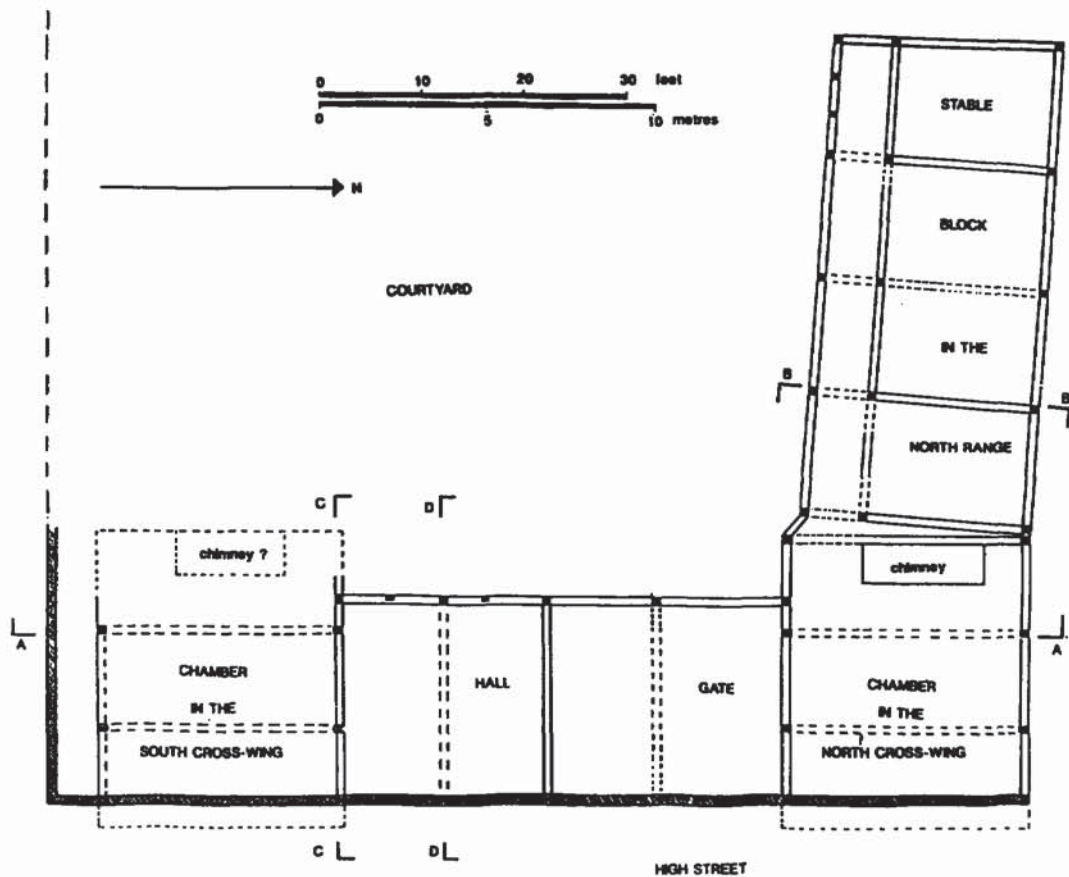 0 10 20 30 feet
0 5 10 metres
N
STABLE
BLOCK
COURTYARD
IN THE
B B
NORTH RANGE
C D
chimney ?
chimney
A A
CHAMBER
IN THE
SOUTH CROSS-WING
HALL
GATE
CHAMBER
IN THE
NORTH CROSS-WING
C D
HIGH STREET